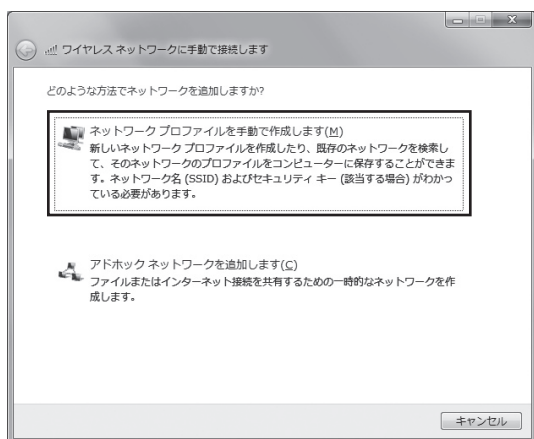 ワイヤレス ネットワークに手動で接続します
どのような方法でネットワークを追加しますか?
ネットワーク プロファイルを手動で作成します(M)
新しいネットワーク プロファイルを作成したり、既存のネットワークを検索し
て、そのネットワークのプロファイルをコンピューターに保存することができま
す。ネットワーク名 (SSID) およびセキュリティ キー (該当する場合) がわかっ
ている必要があります。
アドホック ネットワークを追加します(C)
ファイルまたはインターネット接続を共有するための一時的なネットワークを作
成します。
キャンセル